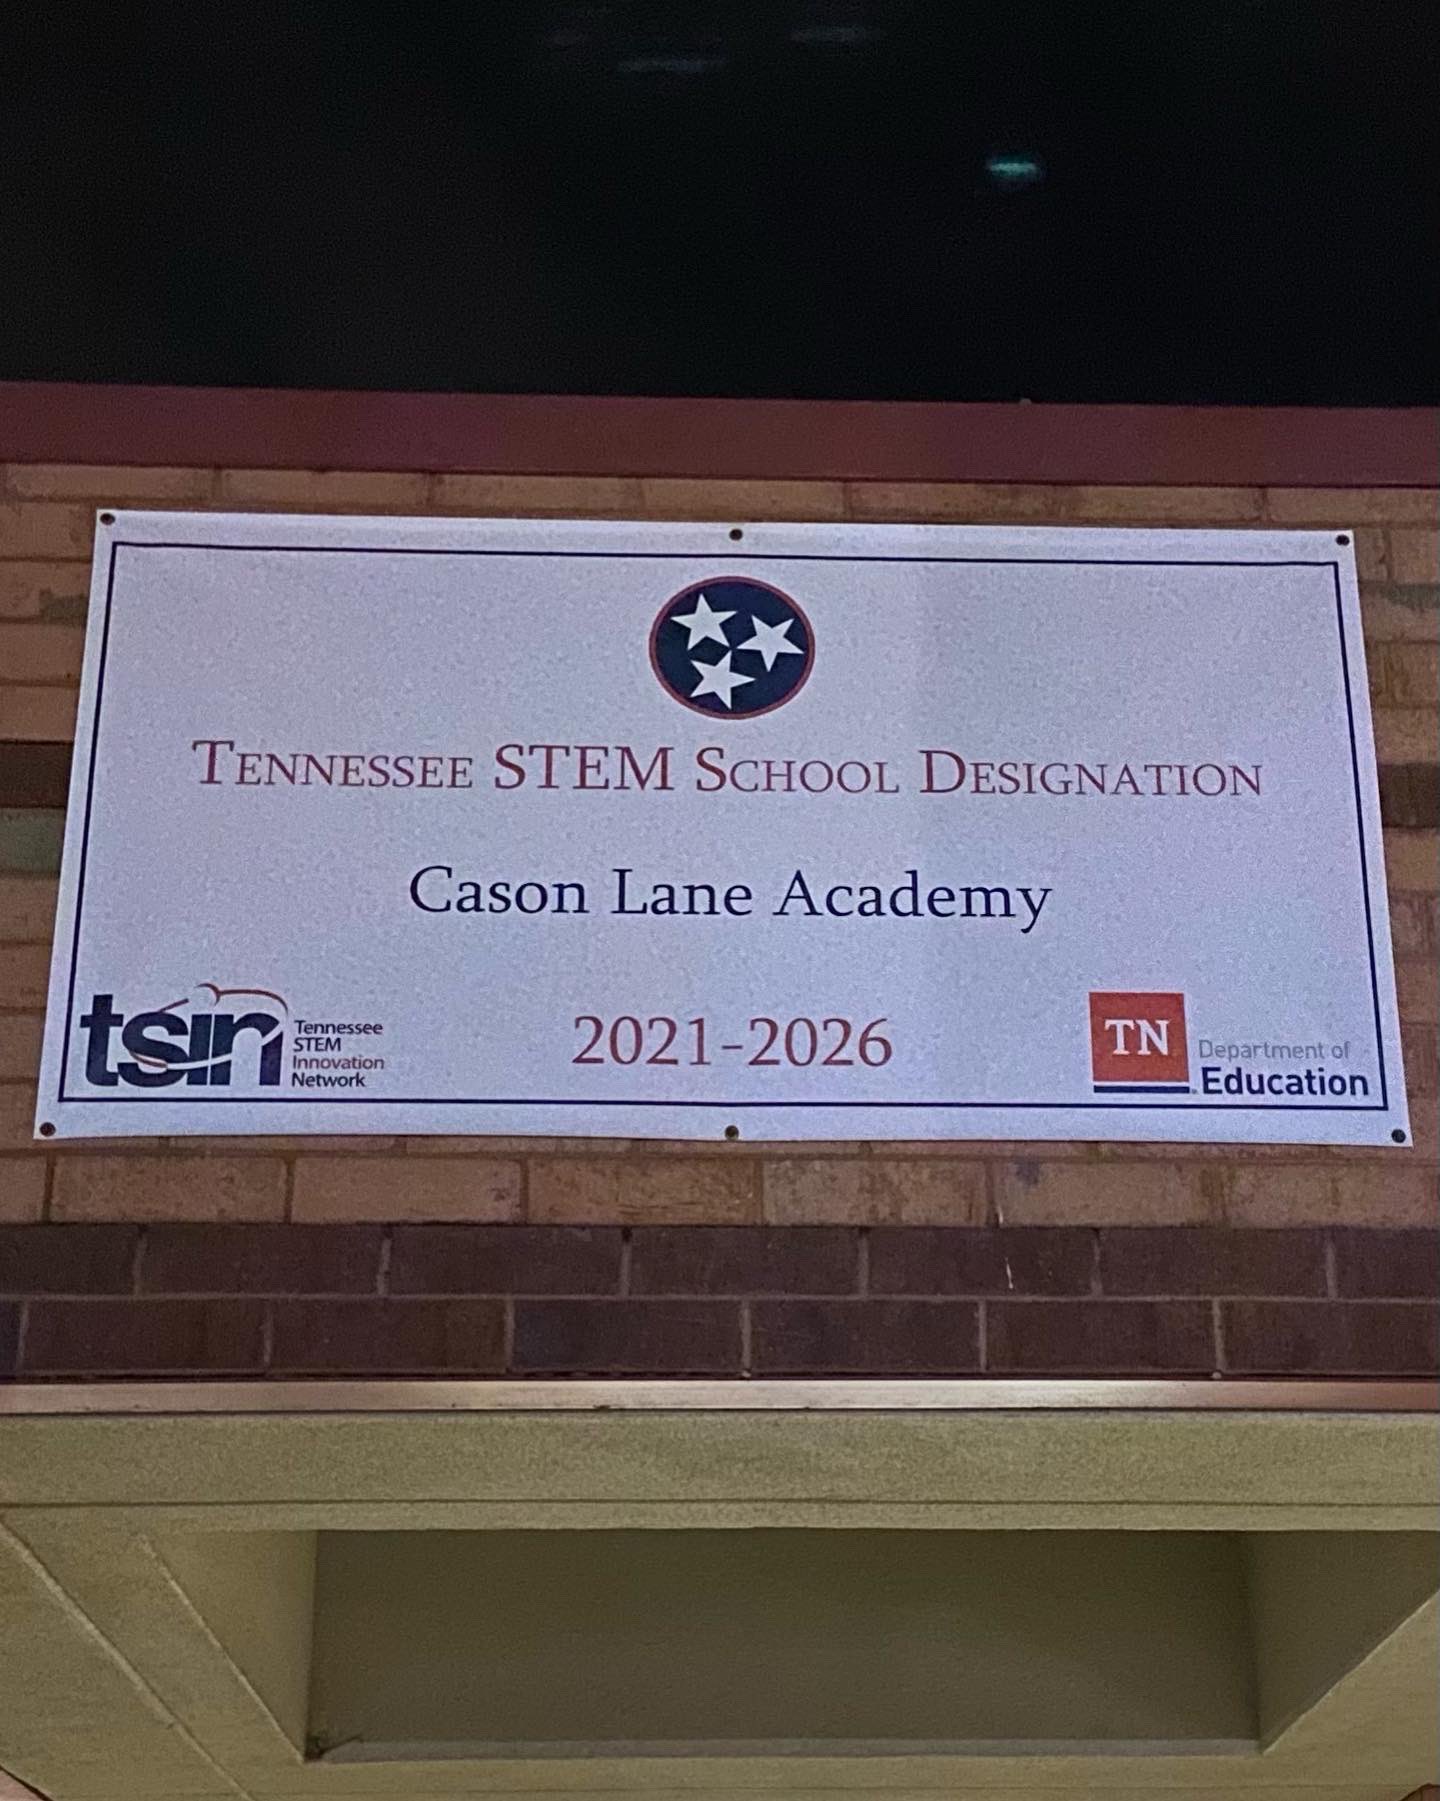 TENNESSEE STEM SCHOOL DESIGNATION
Cason Lane Academy
2021-2026
tsin
Tennessee
STEM
Innovation
Network
TN
Department of
Education